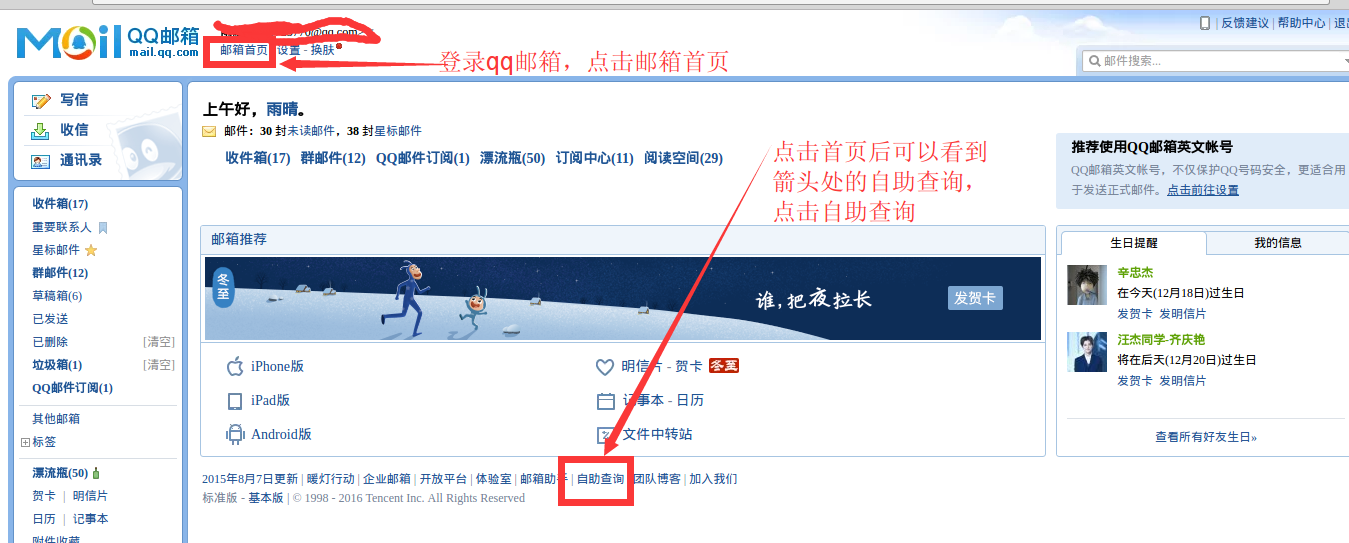 Mail QQ邮箱
mail.qq.com
邮箱首页 设置 - 换肤
反馈建议 | 帮助中心 |
邮件搜索...
登录qq邮箱，点击邮箱首页
写信
收信
通讯录
上午好，雨晴。
邮件：30 封未读邮件，38 封星标邮件
收件箱(17) 群邮件(12) QQ邮件订阅(1) 漂流瓶(50) 订阅中心(11) 阅读空间(29)
点击首页后可以看到
箭头处的自助查询，
点击自助查询
推荐使用QQ邮箱英文帐号
QQ邮箱英文帐号，不仅保护QQ号码安全，更适合用
于发送正式邮件。点击前往设置
收件箱(17)
重要联系人
星标邮件
群邮件(12)
草稿箱(6)
已发送
已删除 [清空]
垃圾箱(1) [清空]
QQ邮件订阅(1)
其他邮箱
标签
漂流瓶(50)
贺卡 | 明信片
日历 | 记事本
附件收藏
邮箱推荐
冬至
谁，把夜拉长
发贺卡
iPhone版
明信片 - 贺卡 冬至
iPad版
记事本 - 日历
Android版
文件中转站
生日提醒 我的信息
辛忠杰
在今天(12月18日)过生日
发贺卡 发明信片
汪杰同学-齐庆艳
将在后天(12月20日)过生日
发贺卡 发明信片
查看所有好友生日»
2015年8月7日更新 | 暖灯行动 | 企业邮箱 | 开放平台 | 体验室 | 邮箱助手 | 自助查询 团队博客 | 加入我们
标准版 - 基本版 | © 1998 - 2016 Tencent Inc. All Rights Reserved